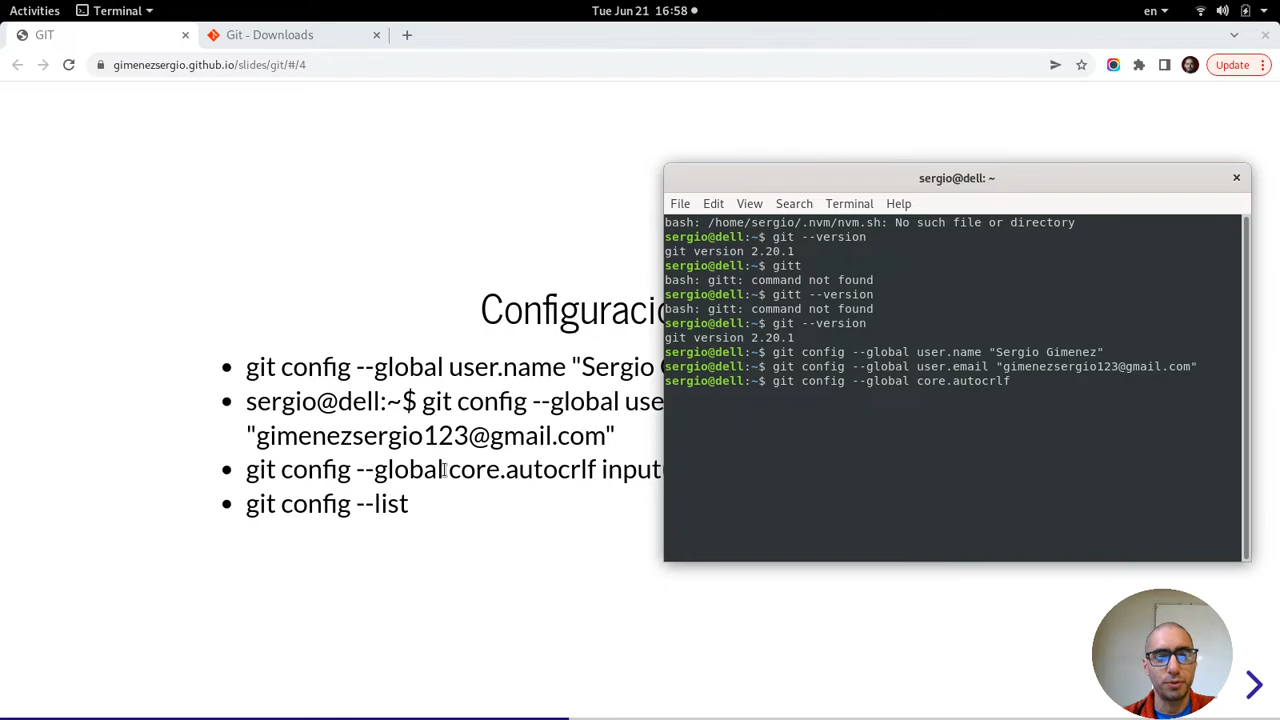 Activities Terminal Tue Jun 21 16:58 en
GIT Git - Downloads
gimenezsergio.github.io/slides/git/#/4 Update
sergio@dell: ~
File Edit View Search Terminal Help
bash: /home/sergio/.nvm/nvm.sh: No such file or directory
sergio@dell:~$ git --version
git version 2.20.1
sergio@dell:~$ gitt
bash: gitt: command not found
sergio@dell:~$ gitt --version
bash: gitt: command not found
sergio@dell:~$ git --version
git version 2.20.1
sergio@dell:~$ git config --global user.name "Sergio Gimenez"
sergio@dell:~$ git config --global user.email "gimenezsergio123@gmail.com"
sergio@dell:~$ git config --global core.autocrlf
Configuraci
git config --global user.name "Sergio
sergio@dell:~$ git config --global use
"gimenezsergio123@gmail.com"
git config --global core.autocrlf input
git config --list